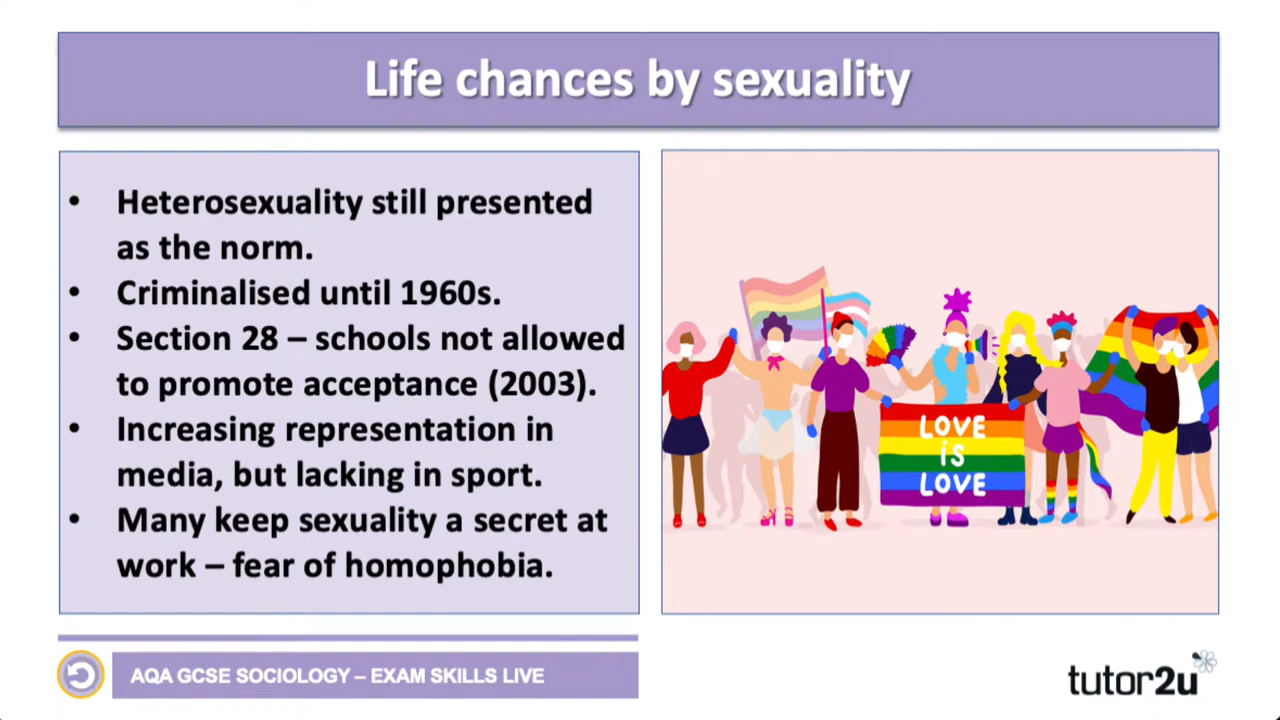 Life chances by sexuality
• Heterosexuality still presented
as the norm.
• Criminalised until 1960s.
• Section 28 – schools not allowed
to promote acceptance (2003).
• Increasing representation in
media, but lacking in sport.
• Many keep sexuality a secret at
work – fear of homophobia.
LOVE
iS
LOVE
AQA GCSE SOCIOLOGY – EXAM SKILLS LIVE
tutor2u